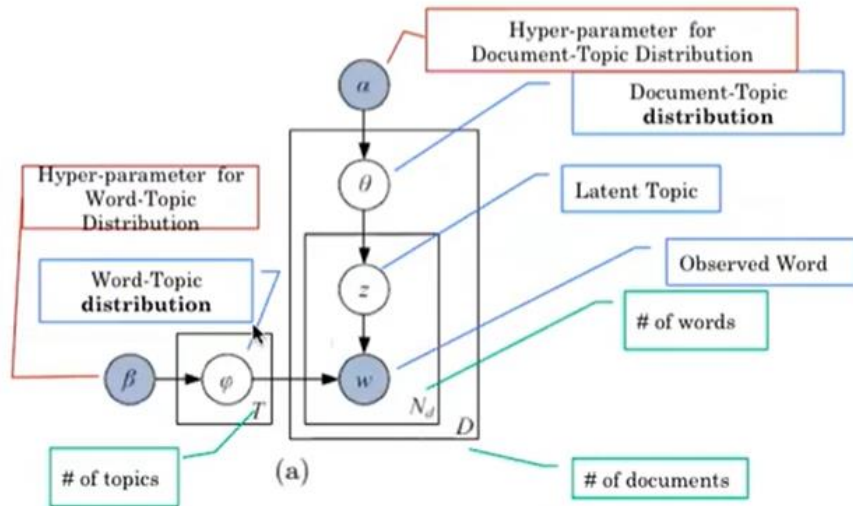 Hyper-parameter for
Document-Topic Distribution
α
Document-Topic
distribution
θ
Hyper-parameter for
Word-Topic
Distribution
Latent Topic
Word-Topic
distribution
z
Observed Word
# of words
β
φ
w
T
N_d
D
# of topics
(a)
# of documents